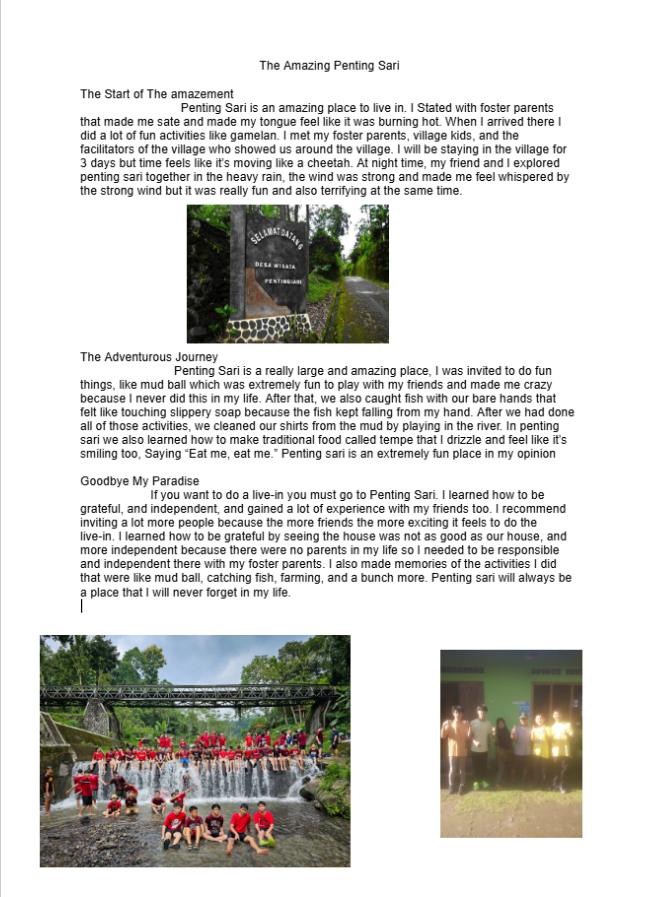 The Amazing Penting Sari
The Start of The amazement
Penting Sari is an amazing place to live in. I Stated with foster parents
that made me sate and made my tongue feel like it was burning hot. When I arrived there I
did a lot of fun activities like gamelan. I met my foster parents, village kids, and the
facilitators of the village who showed us around the village. I will be staying in the village for
3 days but time feels like it's moving like a cheetah. At night time, my friend and I explored
penting sari together in the heavy rain, the wind was strong and made me feel whispered by
the strong wind but it was really fun and also terrifying at the same time.
SELAMAT DATANG
DESA WISATA
PENTINGSARI
The Adventurous Journey
Penting Sari is a really large and amazing place, I was invited to do fun
things, like mud ball which was extremely fun to play with my friends and made me crazy
because I never did this in my life. After that, we also caught fish with our bare hands that
felt like touching slippery soap because the fish kept falling from my hand. After we had done
all of those activities, we cleaned our shirts from the mud by playing in the river. In penting
sari we also learned how to make traditional food called tempe that I drizzle and feel like it's
smiling too, Saying “Eat me, eat me.” Penting sari is an extremely fun place in my opinion
Goodbye My Paradise
If you want to do a live-in you must go to Penting Sari. I learned how to be
grateful, and independent, and gained a lot of experience with my friends too. I recommend
inviting a lot more people because the more friends the more exciting it feels to do the
live-in. I learned how to be grateful by seeing the house was not as good as our house, and
more independent because there were no parents in my life so I needed to be responsible
and independent there with my foster parents. I also made memories of the activities I did
that were like mud ball, catching fish, farming, and a bunch more. Penting sari will always be
a place that I will never forget in my life.